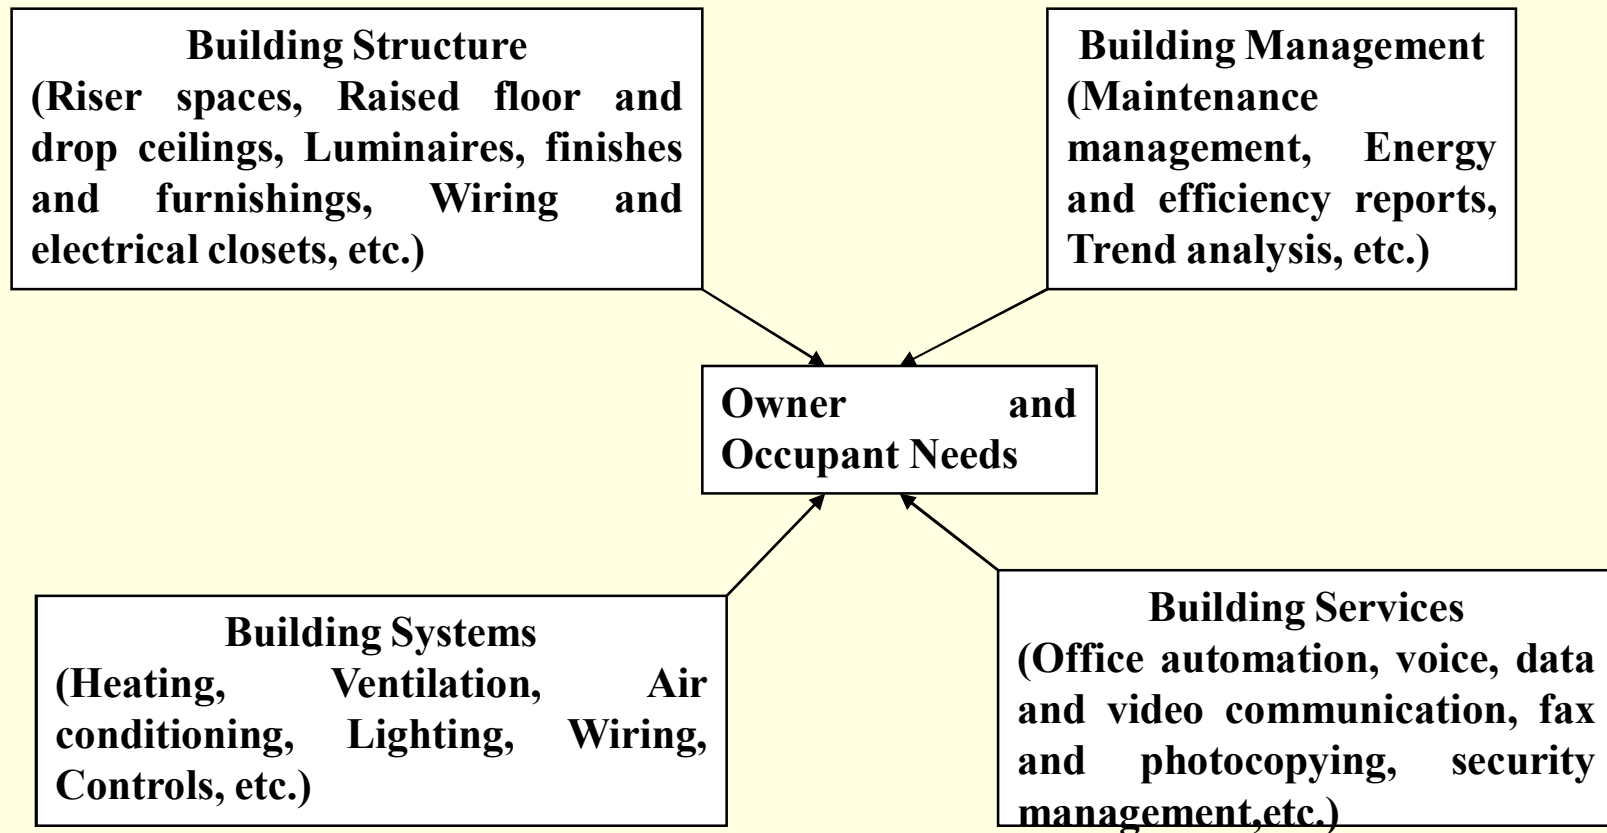 Building Structure
(Riser spaces, Raised floor and
drop ceilings, Luminaires, finishes
and furnishings, Wiring and
electrical closets, etc.)
Building Management
(Maintenance
management, Energy
and efficiency reports,
Trend analysis, etc.)
Owner and
Occupant Needs
Building Systems
(Heating, Ventilation, Air
conditioning, Lighting, Wiring,
Controls, etc.)
Building Services
(Office automation, voice, data
and video communication, fax
and photocopying, security
management,etc.)